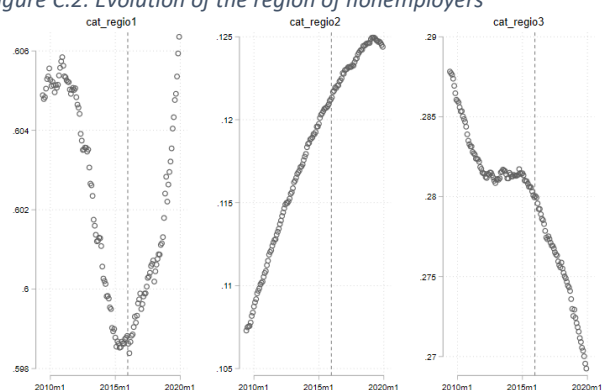 Figure C.2. Evolution of the region of nonemployers
cat_regio1
cat_regio2
cat_regio3
.606
.604
.602
.6
.598
2010m1
2015m1
2020m1
.125
.12
.115
.11
.105
2010m1
2015m1
2020m1
.29
.285
.28
.275
.27
2010m1
2015m1
2020m1